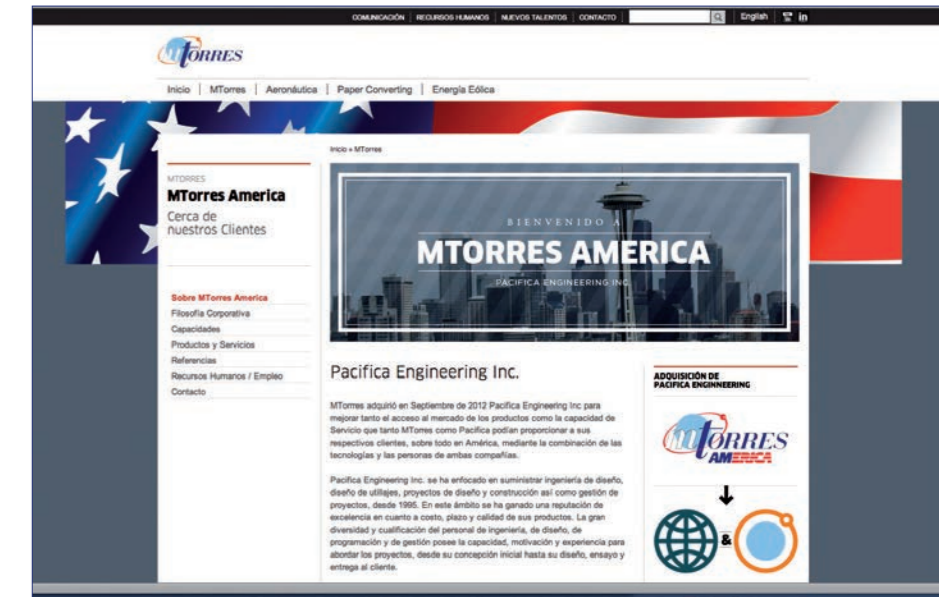 COMUNICACIÓN | RECURSOS HUMANOS | NUEVOS TALENTOS | CONTACTO | English in
MTORRES
Inicio | MTorres | Aeronáutica | Paper Converting | Energía Eólica
Inicio » MTorres
MTORRES
MTorres America
Cerca de
nuestros Clientes
Sobre MTorres America
Filosofía Corporativa
Capacidades
Productos y Servicios
Referencias
Recursos Humanos / Empleo
Contacto
BIENVENIDO A
MTORRES AMERICA
PACIFICA ENGINEERING INC.
Pacifica Engineering Inc.
MTorres adquirió en Septiembre de 2012 Pacifica Engineering Inc para
mejorar tanto el acceso al mercado de los productos como la capacidad de
Servicio que tanto MTorres como Pacifica podían proporcionar a sus
respectivos clientes, sobre todo en América, mediante la combinación de las
tecnologías y las personas de ambas compañías.
Pacifica Engineering Inc. se ha enfocado en suministrar ingeniería de diseño,
diseño de utillajes, proyectos de diseño y construcción así como gestión de
proyectos, desde 1995. En este ámbito se ha ganado una reputación de
excelencia en cuanto a costo, plazo y calidad de sus productos. La gran
diversidad y cualificación del personal de ingeniería, de diseño, de
programación y de gestión posee la capacidad, motivación y experiencia para
abordar los proyectos, desde su concepción inicial hasta su diseño, ensayo y
entrega al cliente.
ADQUISICIÓN DE
PACIFICA ENGINNEERING
MTORRES
AMERICA
&